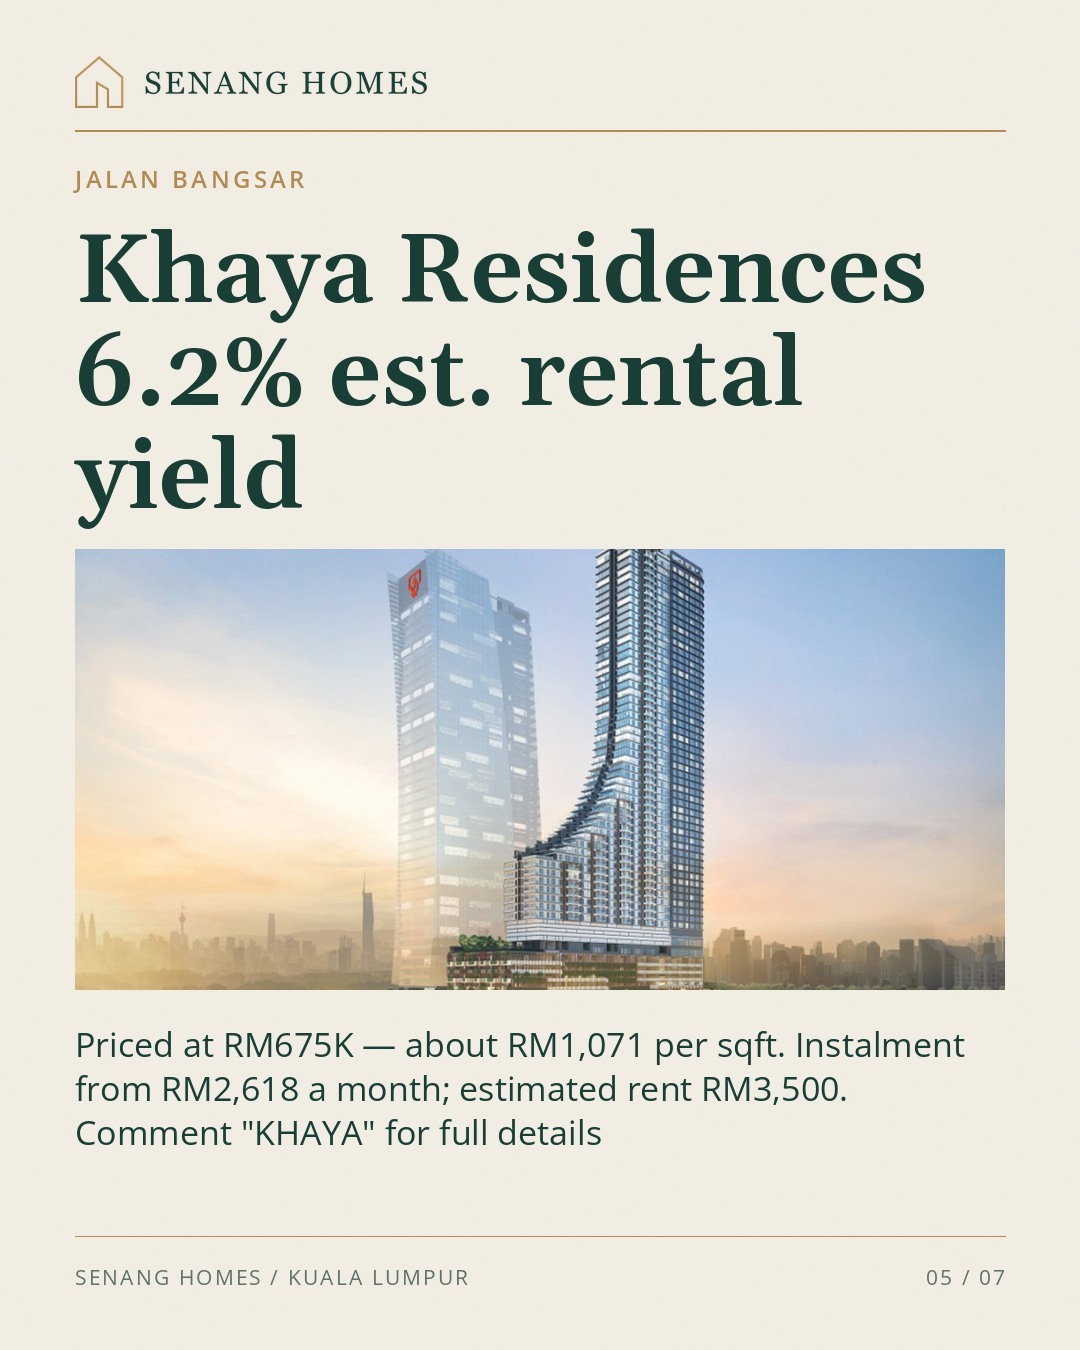 SENANG HOMES
JALAN BANGSAR
Khaya Residences
6.2% est. rental
yield
Priced at RM675K — about RM1,071 per sqft. Instalment
from RM2,618 a month; estimated rent RM3,500.
Comment "KHAYA" for full details
SENANG HOMES / KUALA LUMPUR
05 / 07